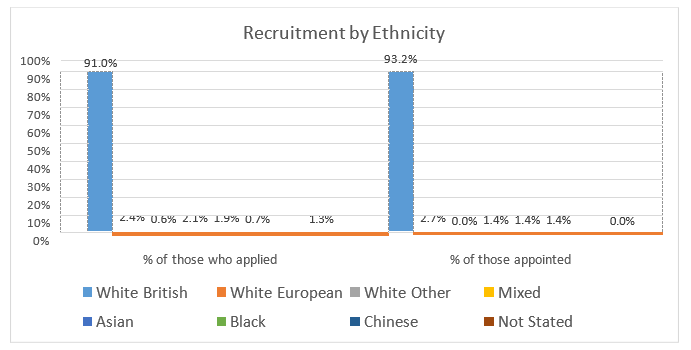 Recruitment by Ethnicity
100%
90%
80%
70%
60%
50%
40%
30%
20%
10%
0%
91.0%
2.4% 0.6% 2.1% 1.9% 0.7% 1.3%
93.2%
2.7% 0.0% 1.4% 1.4% 1.4% 0.0%
% of those who applied % of those appointed
White British White European White Other Mixed
Asian Black Chinese Not Stated